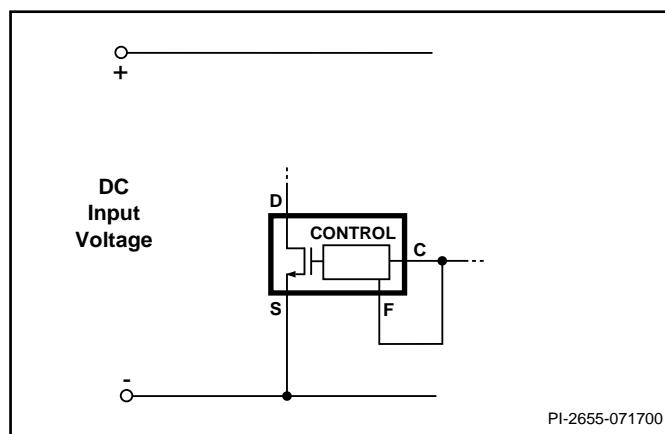 +
DC
Input
Voltage
D
CONTROL
C
S
F
-
PI-2655-071700